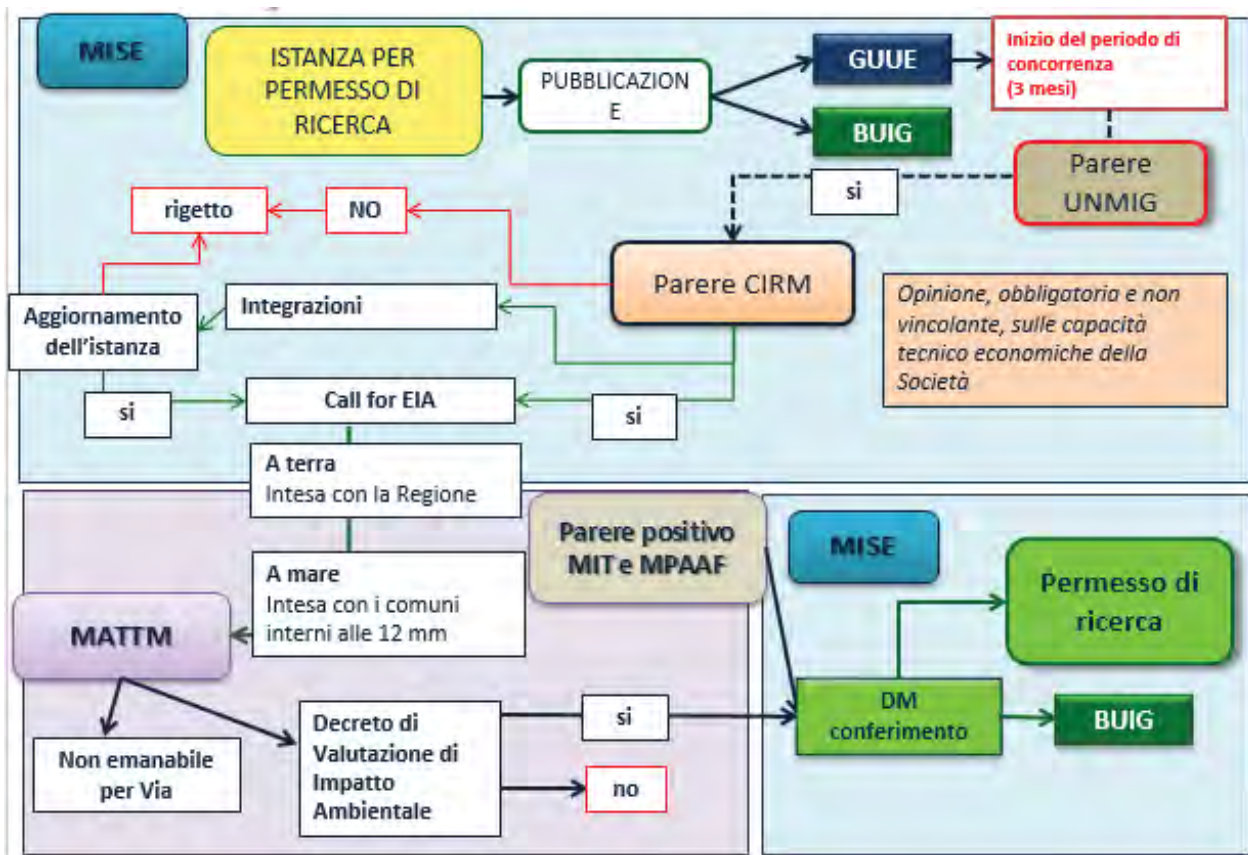 MISE
ISTANZA PER
PERMESSO DI
RICERCA
PUBBLICAZION
E
GUUE
BUIG
Inizio del periodo di
concorrenza
(3 mesi)
Parere
UNMIG
si
rigetto
NO
Parere CIRM
Opinione, obbligatoria e non
vincolante, sulle capacità
tecnico economiche della
Società
Aggiornamento
dell'istanza
Integrazioni
si
Call for EIA
si
A terra
Intesa con la Regione
A mare
Intesa con i comuni
interni alle 12 mm
MATTM
Non emanabile
per Via
Decreto di
Valutazione di
Impatto
Ambientale
si
no
Parere positivo
MIT e MPAAF
MISE
Permesso di
ricerca
DM
conferimento
BUIG